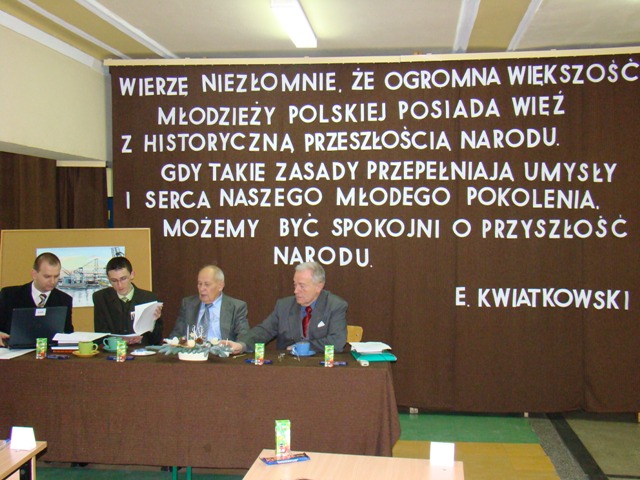 WIERZĘ NIEZŁOMNIE, ŻE OGROMNA WIĘKSZOŚĆ
MŁODZIEŻY POLSKIEJ POSIADA WIĘŹ
Z HISTORYCZNĄ PRZESZŁOŚCIĄ NARODU.
GDY TAKIE ZASADY PRZEPEŁNIAJĄ UMYSŁY
I SERCA NASZEGO MŁODEGO POKOLENIA,
MOŻEMY BYĆ SPOKOJNI O PRZYSZŁOŚĆ
NARODU.
E. KWIATKOWSKI